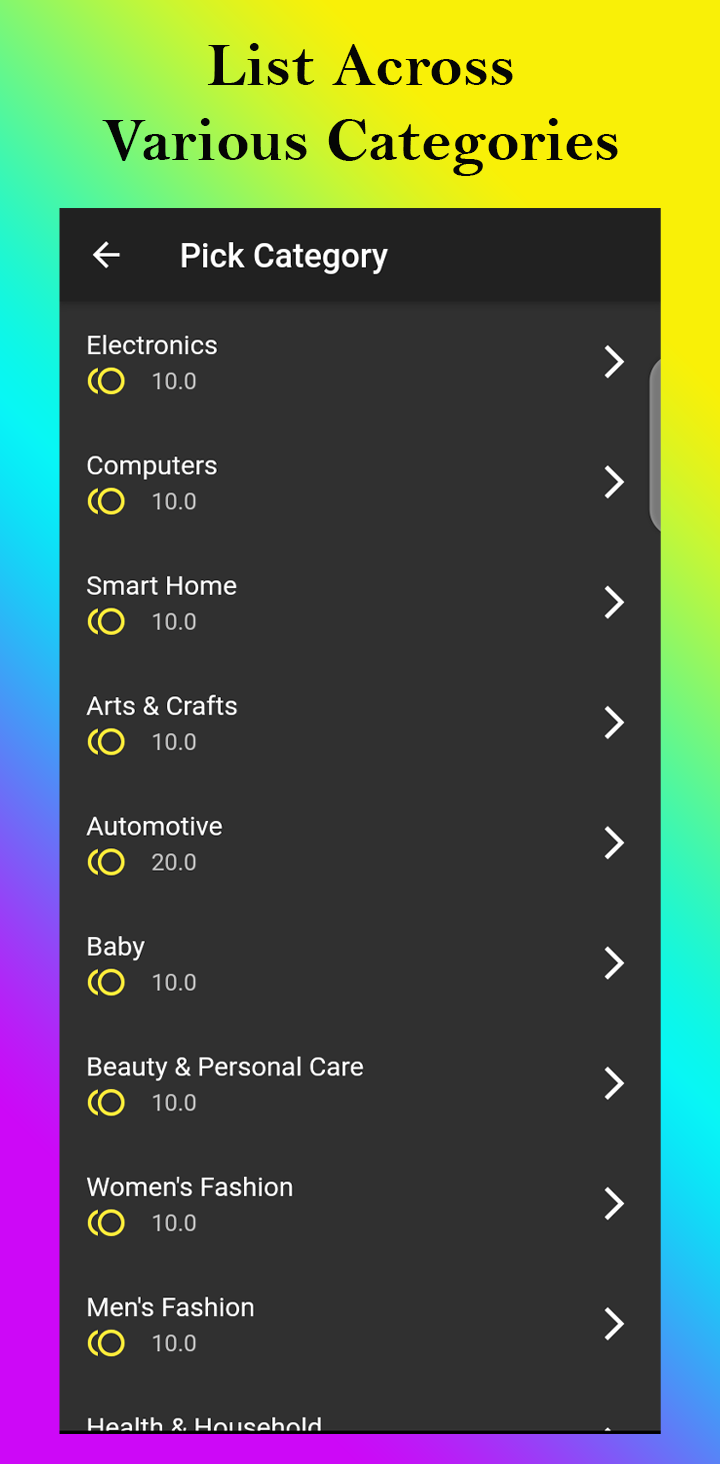 List Across
Various Categories
Pick Category
Electronics
10.0
Computers
10.0
Smart Home
10.0
Arts & Crafts
10.0
Automotive
20.0
Baby
10.0
Beauty & Personal Care
10.0
Women's Fashion
10.0
Men's Fashion
10.0
Health & Household